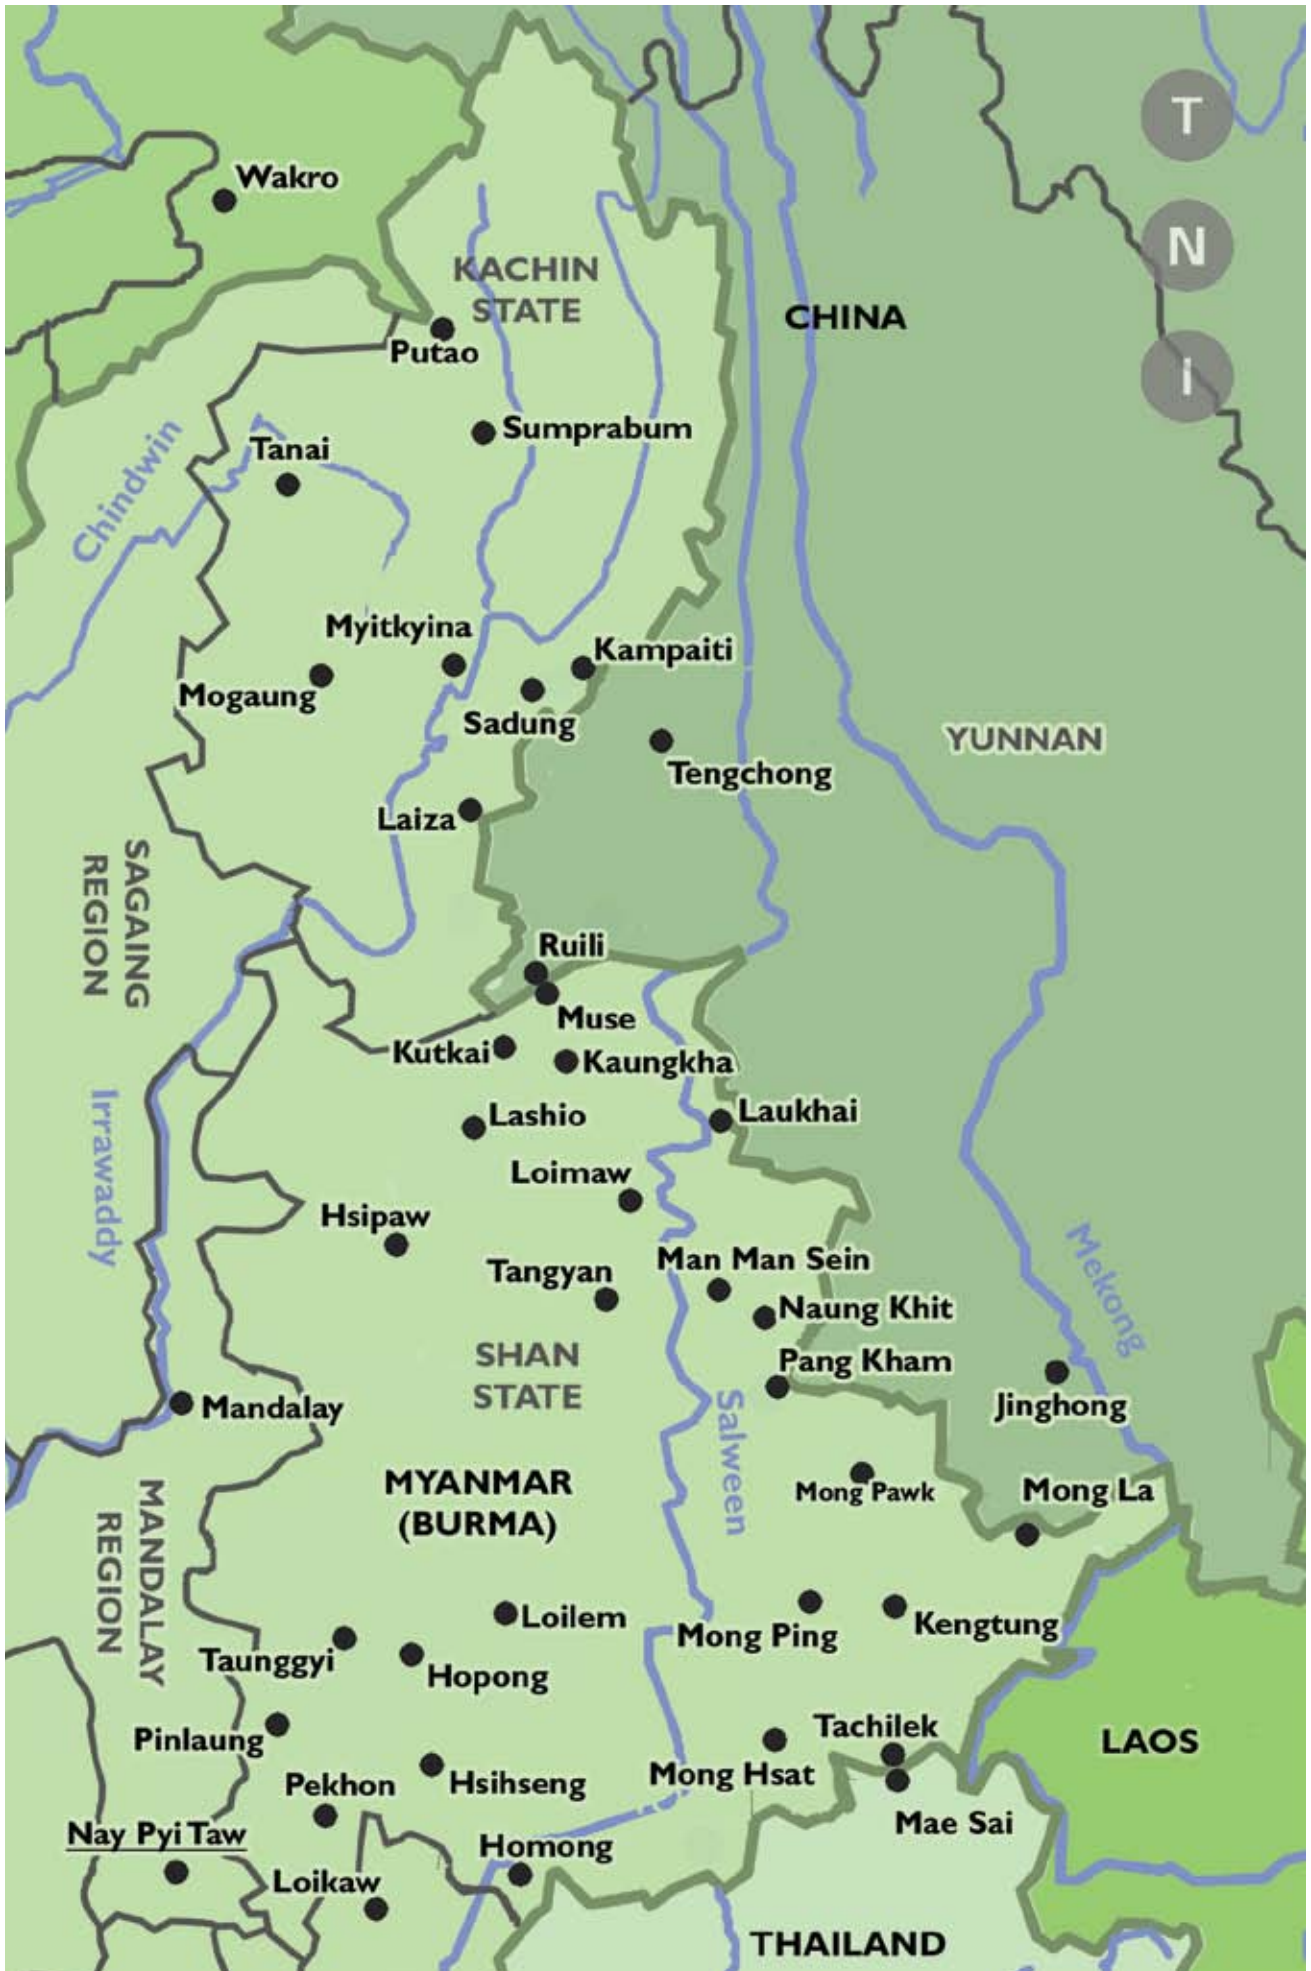 T
Wakro
N
KACHIN
STATE
CHINA
Putao
I
Sumprabum
Tanai
Chindwin
Myitkyina
Kampaiti
Mogaung
Sadung
YUNNAN
Tengchong
Laiza
SAGAING
REGION
Ruili
Muse
Kutkai
Kaungkha
Lashio
Laukhai
Irrawaddy
Loimaw
Hsipaw
Man Man Sein
Tangyan
Mekong
Naung Khit
SHAN
STATE
Pang Kham
Mandalay
Jinghong
Salween
MYANMAR
(BURMA)
Mong Pawk
Mong La
MANDALAY
REGION
Loilem
Kengtung
Mong Ping
Taunggyi
Hopong
Pinlaung
Tachilek
LAOS
Mong Hsat
Pekhon
Hsihseng
Mae Sai
Nay Pyi Taw
Homong
Loikaw
THAILAND